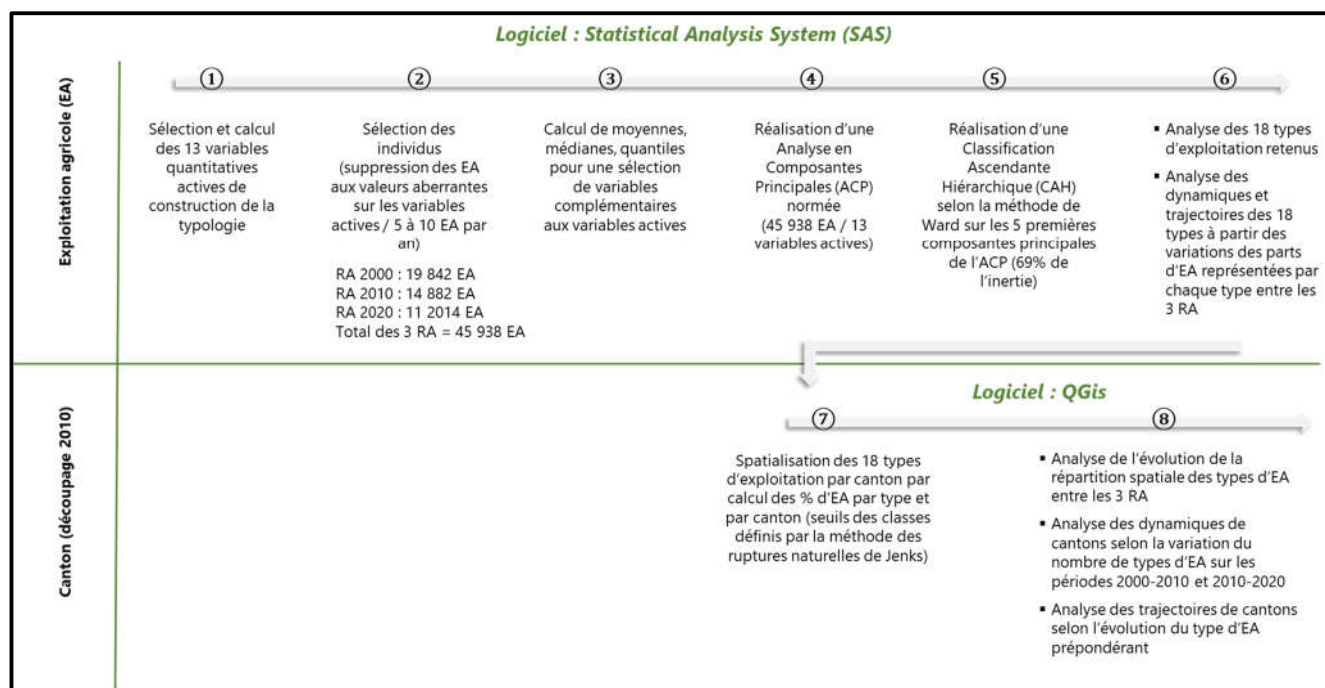 Logiciel : Statistical Analysis System (SAS)
Exploitation agricole (EA)
①
Sélection et calcul
des 13 variables
quantitatives
actives de
construction de la
typologie
②
Sélection des
individus
(suppression des EA
aux valeurs aberrantes
sur les variables
actives / 5 à 10 EA par
an)
RA 2000 : 19 842 EA
RA 2010 : 14 882 EA
RA 2020 : 11 2014 EA
Total des 3 RA = 45 938 EA
③
Calcul de moyennes,
médianes, quantiles
pour une sélection
de variables
complémentaires
aux variables actives
④
Réalisation d'une
Analyse en
Composantes
Principales (ACP)
normée
(45 938 EA / 13
variables actives)
⑤
Réalisation d'une
Classification
Ascendante
Hiérarchique (CAH)
selon la méthode de
Ward sur les 5 premières
composantes principales
de l'ACP (69% de
l'inertie)
⑥
▪ Analyse des 18 types
d'exploitation retenus
▪ Analyse des
dynamiques et
trajectoires des 18
types à partir des
variations des parts
d'EA représentées par
chaque type entre les
3 RA
Canton (découpage 2010)
Logiciel : QGis
⑦
Spatialisation des 18 types
d'exploitation par canton par
calcul des % d'EA par type et
par canton (seuils des classes
définis par la méthode des
ruptures naturelles de Jenks)
⑧
▪ Analyse de l'évolution de la
répartition spatiale des types d'EA
entre les 3 RA
▪ Analyse des dynamiques de
cantons selon la variation du
nombre de types d'EA sur les
périodes 2000-2010 et 2010-2020
▪ Analyse des trajectoires de cantons
selon l'évolution du type d'EA
prépondérant